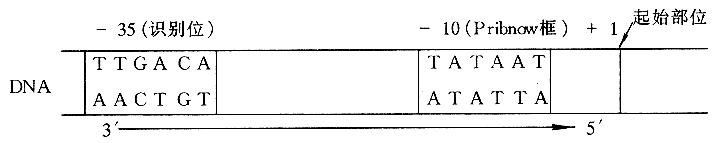 - 35(识别位) - 10(Pribnow框) + 1 起始部位
TTGACA TATAAT
DNA
AACTGT ATATTA
3′ 5′